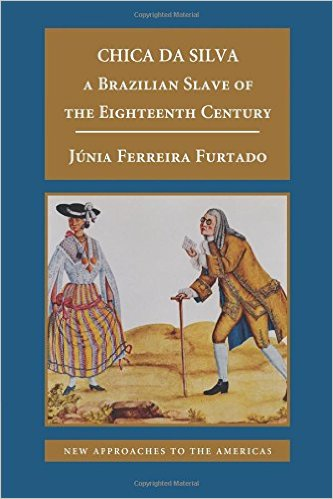 CHICA DA SILVA
A BRAZILIAN SLAVE OF
THE EIGHTEENTH CENTURY
JÚNIA FERREIRA FURTADO
NEW APPROACHES TO THE AMERICAS